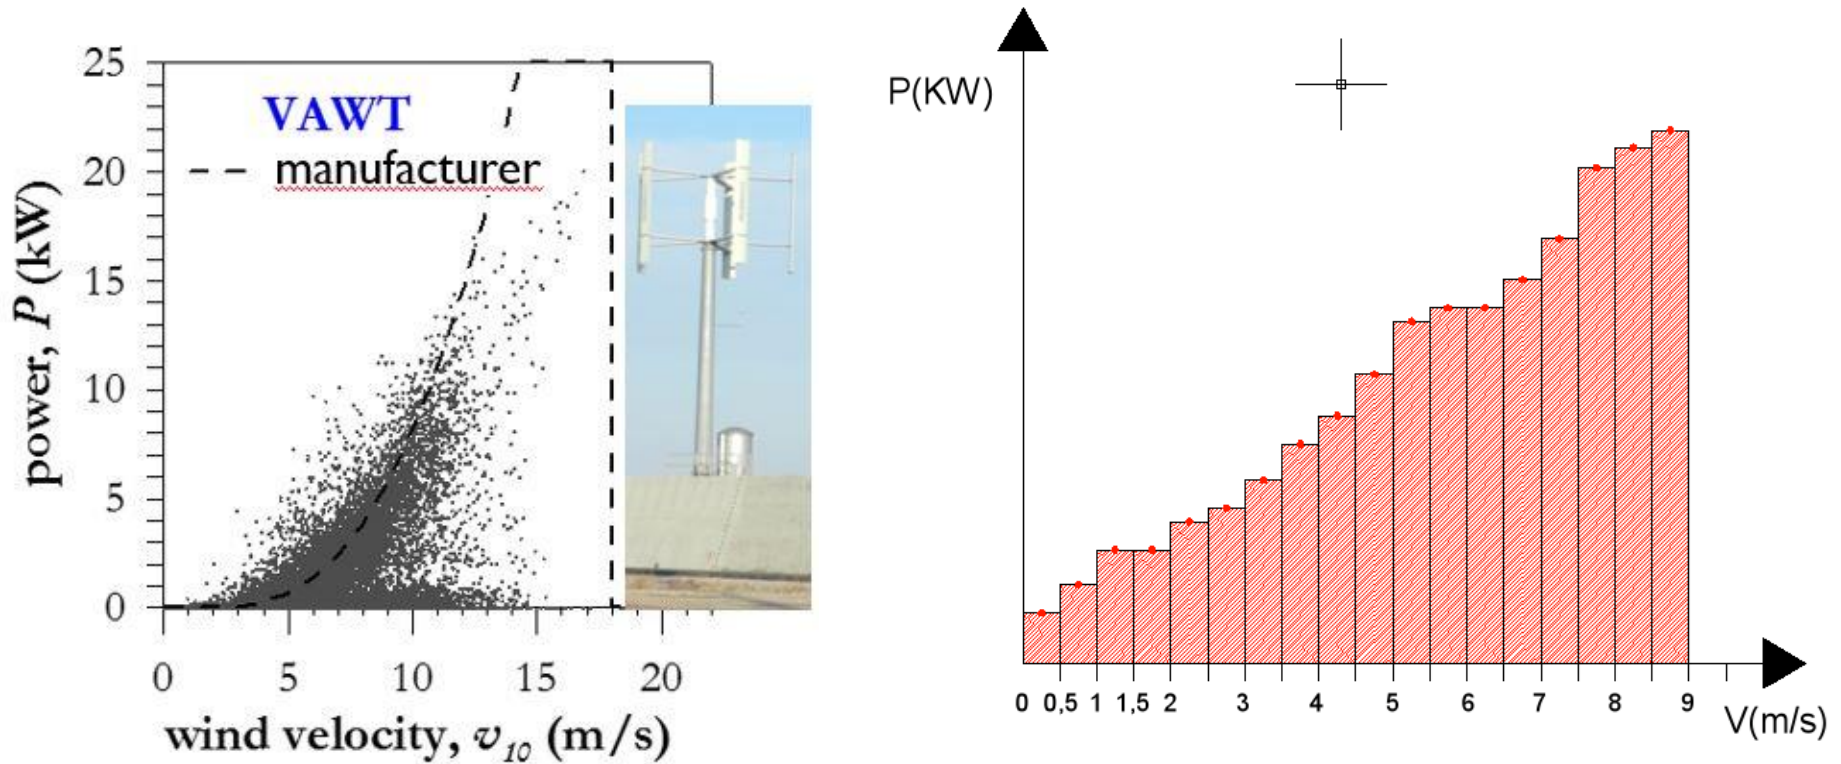 25
VAWT
manufacturer
20
15
10
5
0
power, P (kW)
0 5 10 15 20
wind velocity, v10 (m/s)
P(KW)
0 0,5 1 1,5 2 3 4 5 6 7 8 9
V(m/s)